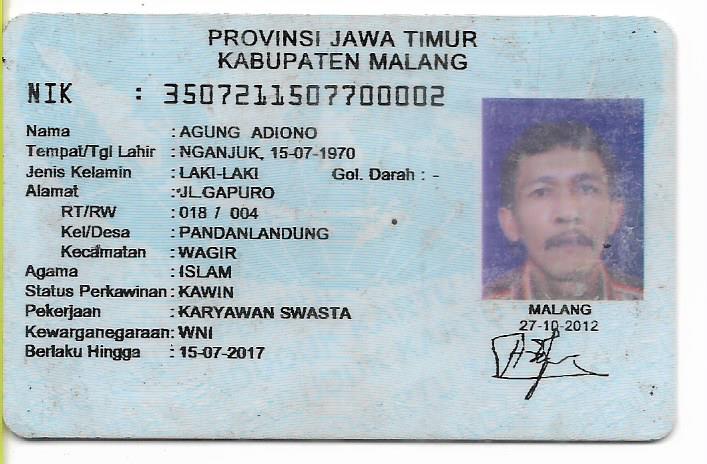 PROVINSI JAWA TIMUR
KABUPATEN MALANG
NIK : 3507211507700002
Nama : AGUNG ADIONO
Tempat/Tgl Lahir : NGANJUK, 15-07-1970
Jenis Kelamin : LAKI-LAKI Gol. Darah : -
Alamat : JL.GAPURO
RT/RW : 018 / 004
Kel/Desa : PANDANLANDUNG
Kecamatan : WAGIR
Agama : ISLAM
Status Perkawinan : KAWIN
Pekerjaan : KARYAWAN SWASTA
Kewarganegaraan: WNI
Berlaku Hingga : 15-07-2017
MALANG
27-10-2012